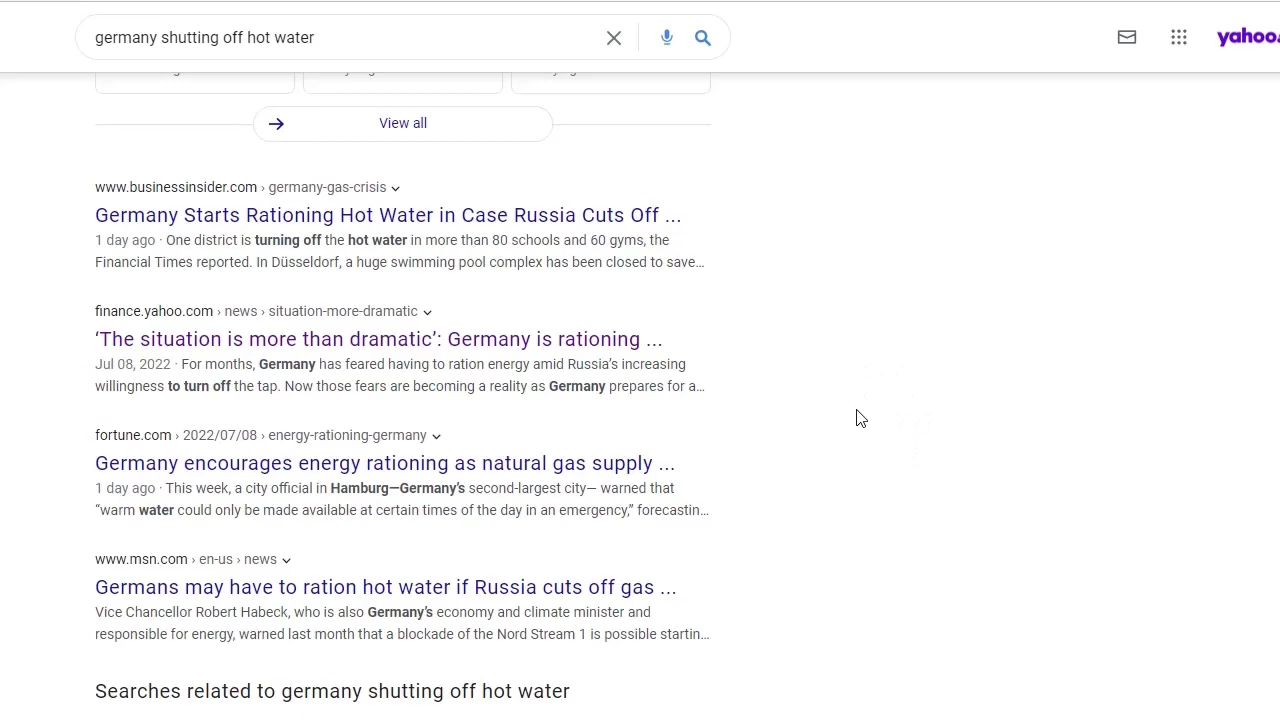 germany shutting off hot water
yahoo
View all
www.businessinsider.com › germany-gas-crisis
Germany Starts Rationing Hot Water in Case Russia Cuts Off ...
1 day ago · One district is turning off the hot water in more than 80 schools and 60 gyms, the
Financial Times reported. In Düsseldorf, a huge swimming pool complex has been closed to save…
finance.yahoo.com › news › situation-more-dramatic
‘The situation is more than dramatic’: Germany is rationing ...
Jul 08, 2022 · For months, Germany has feared having to ration energy amid Russia’s increasing
willingness to turn off the tap. Now those fears are becoming a reality as Germany prepares for a…
fortune.com › 2022/07/08 › energy-rationing-germany
Germany encourages energy rationing as natural gas supply ...
1 day ago · This week, a city official in Hamburg—Germany’s second-largest city— warned that
“warm water could only be made available at certain times of the day in an emergency,” forecastin…
www.msn.com › en-us › news
Germans may have to ration hot water if Russia cuts off gas ...
Vice Chancellor Robert Habeck, who is also Germany’s economy and climate minister and
responsible for energy, warned last month that a blockade of the Nord Stream 1 is possible startin…
Searches related to germany shutting off hot water